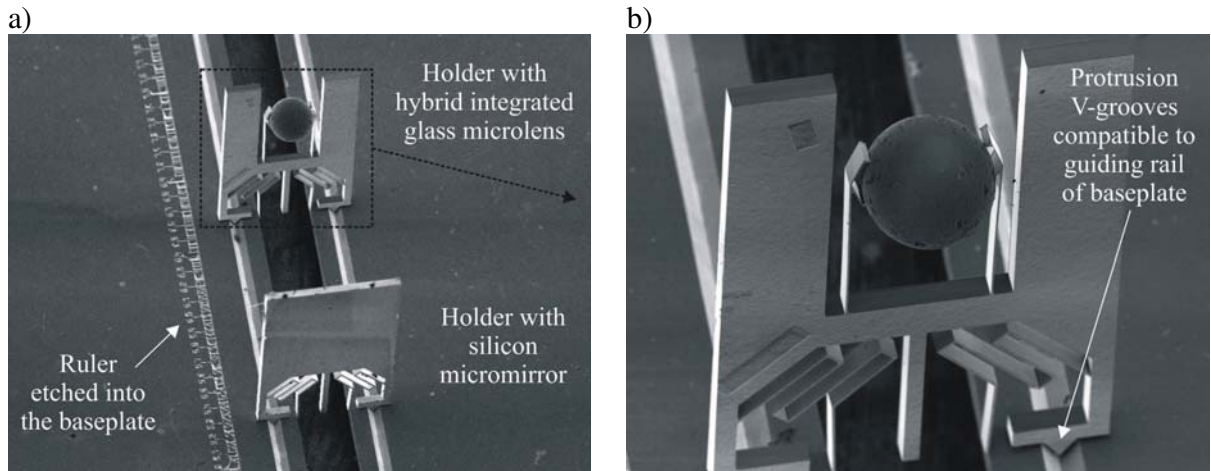 a)
Holder with
hybrid integrated
glass microlens
Ruler
etched into
the baseplate
Holder with
silicon
micromirror
b)
Protrusion
V-grooves
compatible to
guiding rail
of baseplate